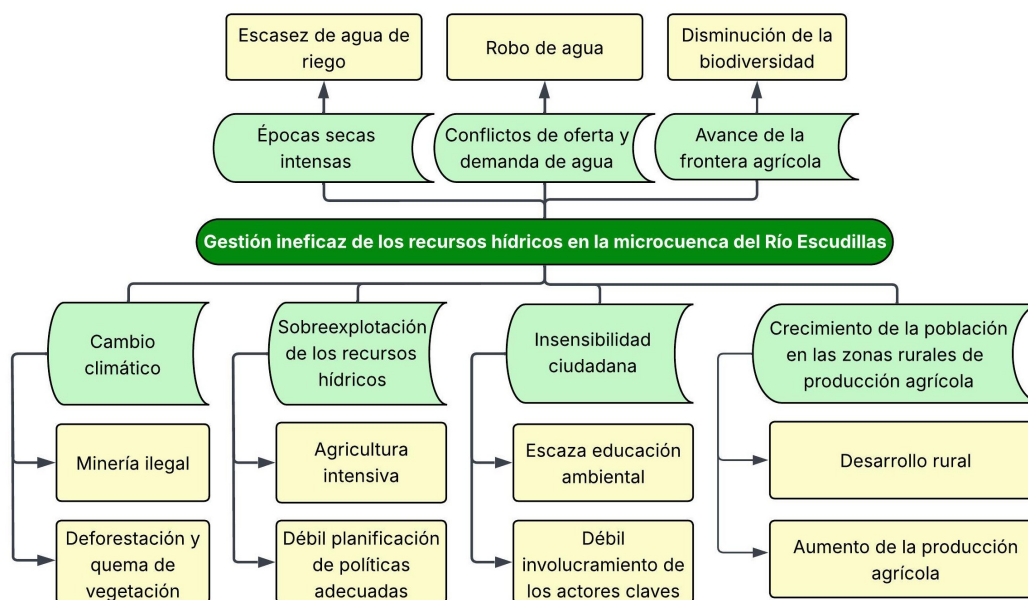 Escasez de agua de
riego
Robo de agua
Disminución de la
biodiversidad
Épocas secas
intensas
Conflictos de oferta y
demanda de agua
Avance de la
frontera agrícola
Gestión ineficaz de los recursos hídricos en la microcuenca del Río Escudillas
Cambio
climático
Sobreexplotación
de los recursos
hídricos
Insensibilidad
ciudadana
Crecimiento de la población
en las zonas rurales de
producción agrícola
Minería ilegal
Agricultura
intensiva
Escaza educación
ambiental
Desarrollo rural
Deforestación y
quema de
vegetación
Débil planificación
de políticas
adecuadas
Débil
involucramiento de
los actores claves
Aumento de la producción
agrícola